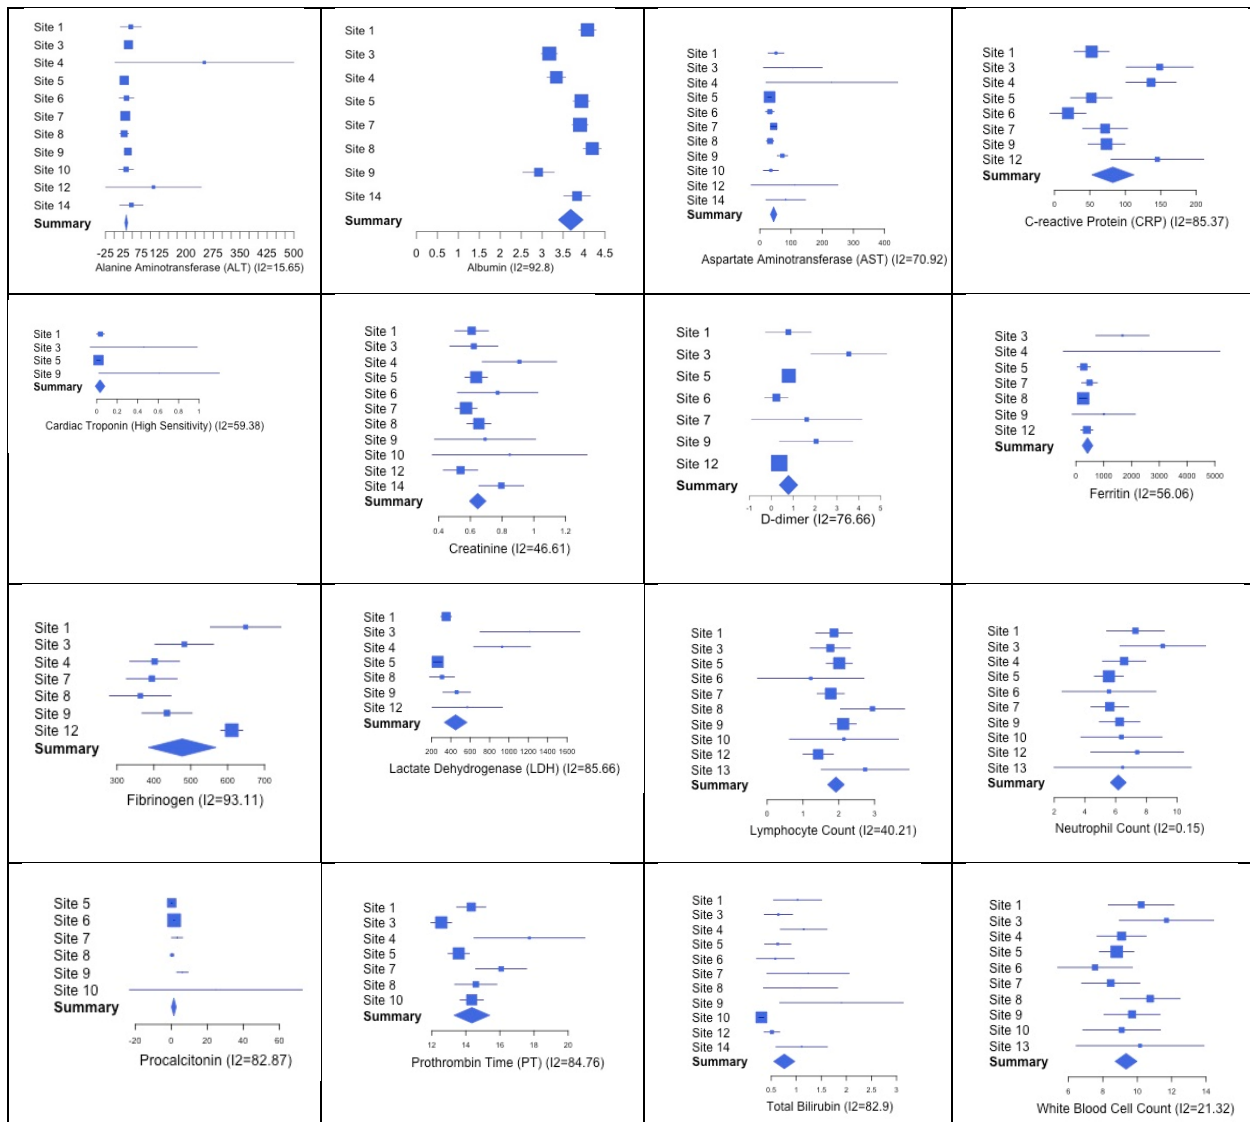 Site 1
Site 3
Site 4
Site 5
Site 6
Site 7
Site 8
Site 9
Site 10
Site 12
Site 14
Summary
-25 25 75 125 200 275 350 425 500
Alanine Aminotransferase (ALT) (I2=15.65)
Site 1
Site 3
Site 4
Site 5
Site 7
Site 8
Site 9
Site 14
Summary
0 0.5 1 1.5 2 2.5 3 3.5 4 4.5
Albumin (I2=92.8)
Site 1
Site 3
Site 4
Site 5
Site 6
Site 7
Site 8
Site 9
Site 10
Site 12
Site 14
Summary
0 100 200 300 400
Aspartate Aminotransferase (AST) (I2=70.92)
Site 1
Site 3
Site 4
Site 5
Site 6
Site 7
Site 9
Site 12
Summary
0 50 100 150 200
C-reactive Protein (CRP) (I2=85.37)
Site 1
Site 3
Site 5
Site 9
Summary
0 0.2 0.4 0.6 0.8 1
Cardiac Troponin (High Sensitivity) (I2=59.38)
Site 1
Site 3
Site 4
Site 5
Site 6
Site 7
Site 8
Site 9
Site 10
Site 12
Site 14
Summary
0.4 0.6 0.8 1 1.2
Creatinine (I2=46.61)
Site 1
Site 3
Site 5
Site 6
Site 7
Site 9
Site 12
Summary
-1 0 1 2 3 4 5
D-dimer (I2=76.66)
Site 3
Site 4
Site 5
Site 7
Site 8
Site 9
Site 12
Summary
0 1000 2000 3000 4000 5000
Ferritin (I2=56.06)
Site 1
Site 3
Site 4
Site 7
Site 8
Site 9
Site 12
Summary
300 400 500 600 700
Fibrinogen (I2=93.11)
Site 1
Site 3
Site 4
Site 5
Site 8
Site 9
Site 12
Summary
200 400 600 800 1000 1200 1400 1600
Lactate Dehydrogenase (LDH) (I2=85.66)
Site 1
Site 3
Site 5
Site 6
Site 7
Site 8
Site 9
Site 10
Site 12
Site 13
Summary
0 1 2 3
Lymphocyte Count (I2=40.21)
Site 1
Site 3
Site 4
Site 5
Site 6
Site 7
Site 9
Site 10
Site 12
Site 13
Summary
2 4 6 8 10
Neutrophil Count (I2=0.15)
Site 5
Site 6
Site 7
Site 8
Site 9
Site 10
Summary
-20 0 20 40 60
Procalcitonin (I2=82.87)
Site 1
Site 3
Site 4
Site 5
Site 7
Site 8
Site 10
Summary
12 14 16 18 20
Prothrombin Time (PT) (I2=84.76)
Site 1
Site 3
Site 4
Site 5
Site 6
Site 7
Site 8
Site 9
Site 10
Site 12
Site 14
Summary
0.5 1 1.5 2 2.5 3
Total Bilirubin (I2=82.9)
Site 1
Site 3
Site 4
Site 5
Site 6
Site 7
Site 8
Site 9
Site 10
Site 13
Summary
6 8 10 12 14
White Blood Cell Count (I2=21.32)